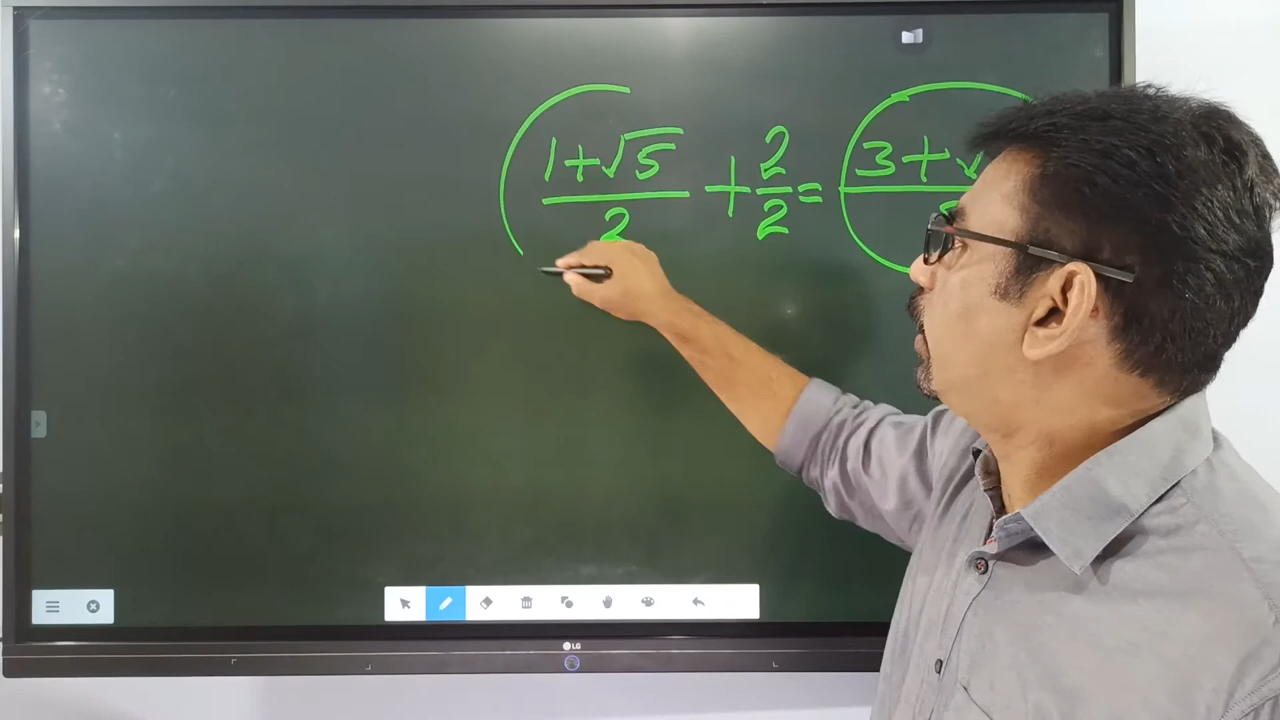 (1+√5)/2 + 2/2 = 3+√
LG